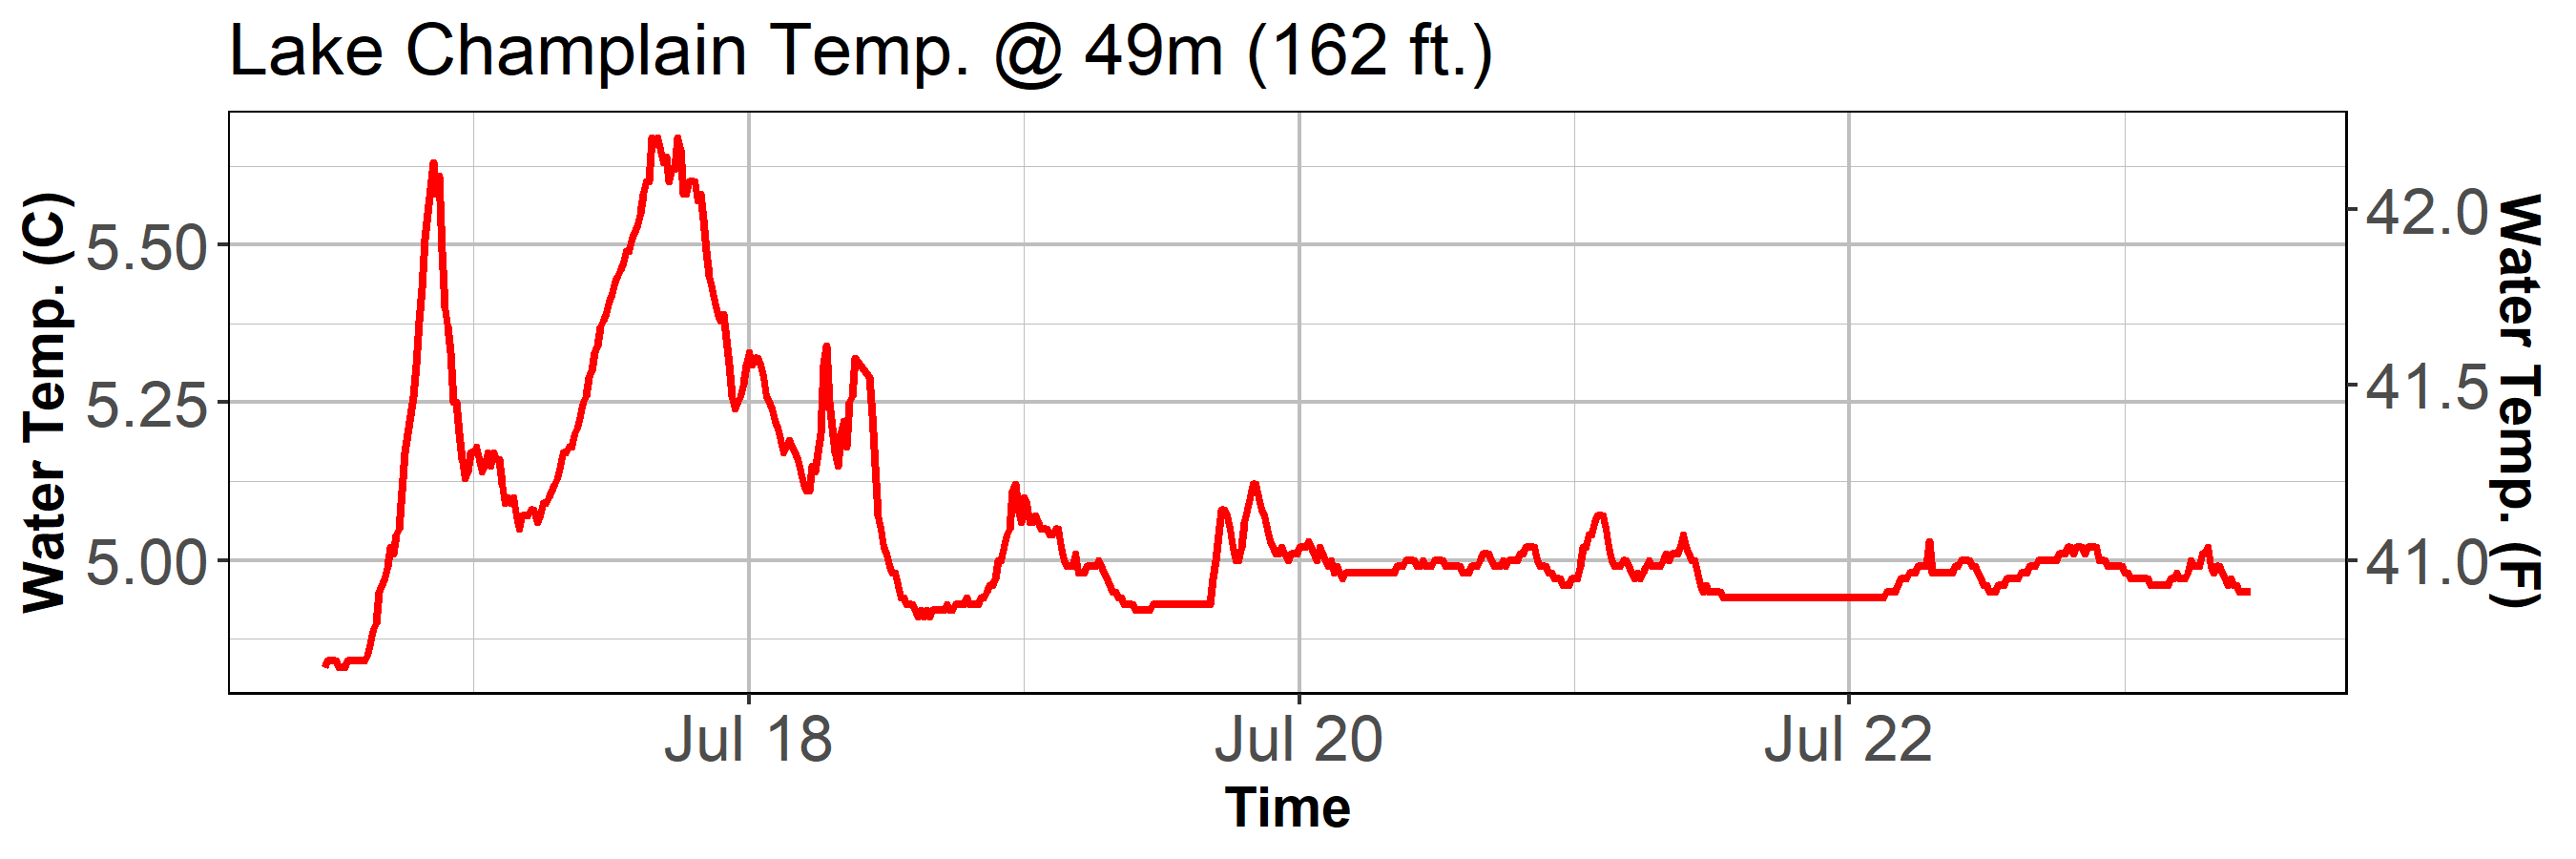 Lake Champlain Temp. @ 49m (162 ft.)
Water Temp. (C)
5.50
5.25
5.00
42.0
41.5
41.0
Water Temp. (F)
Jul 18
Jul 20
Jul 22
Time